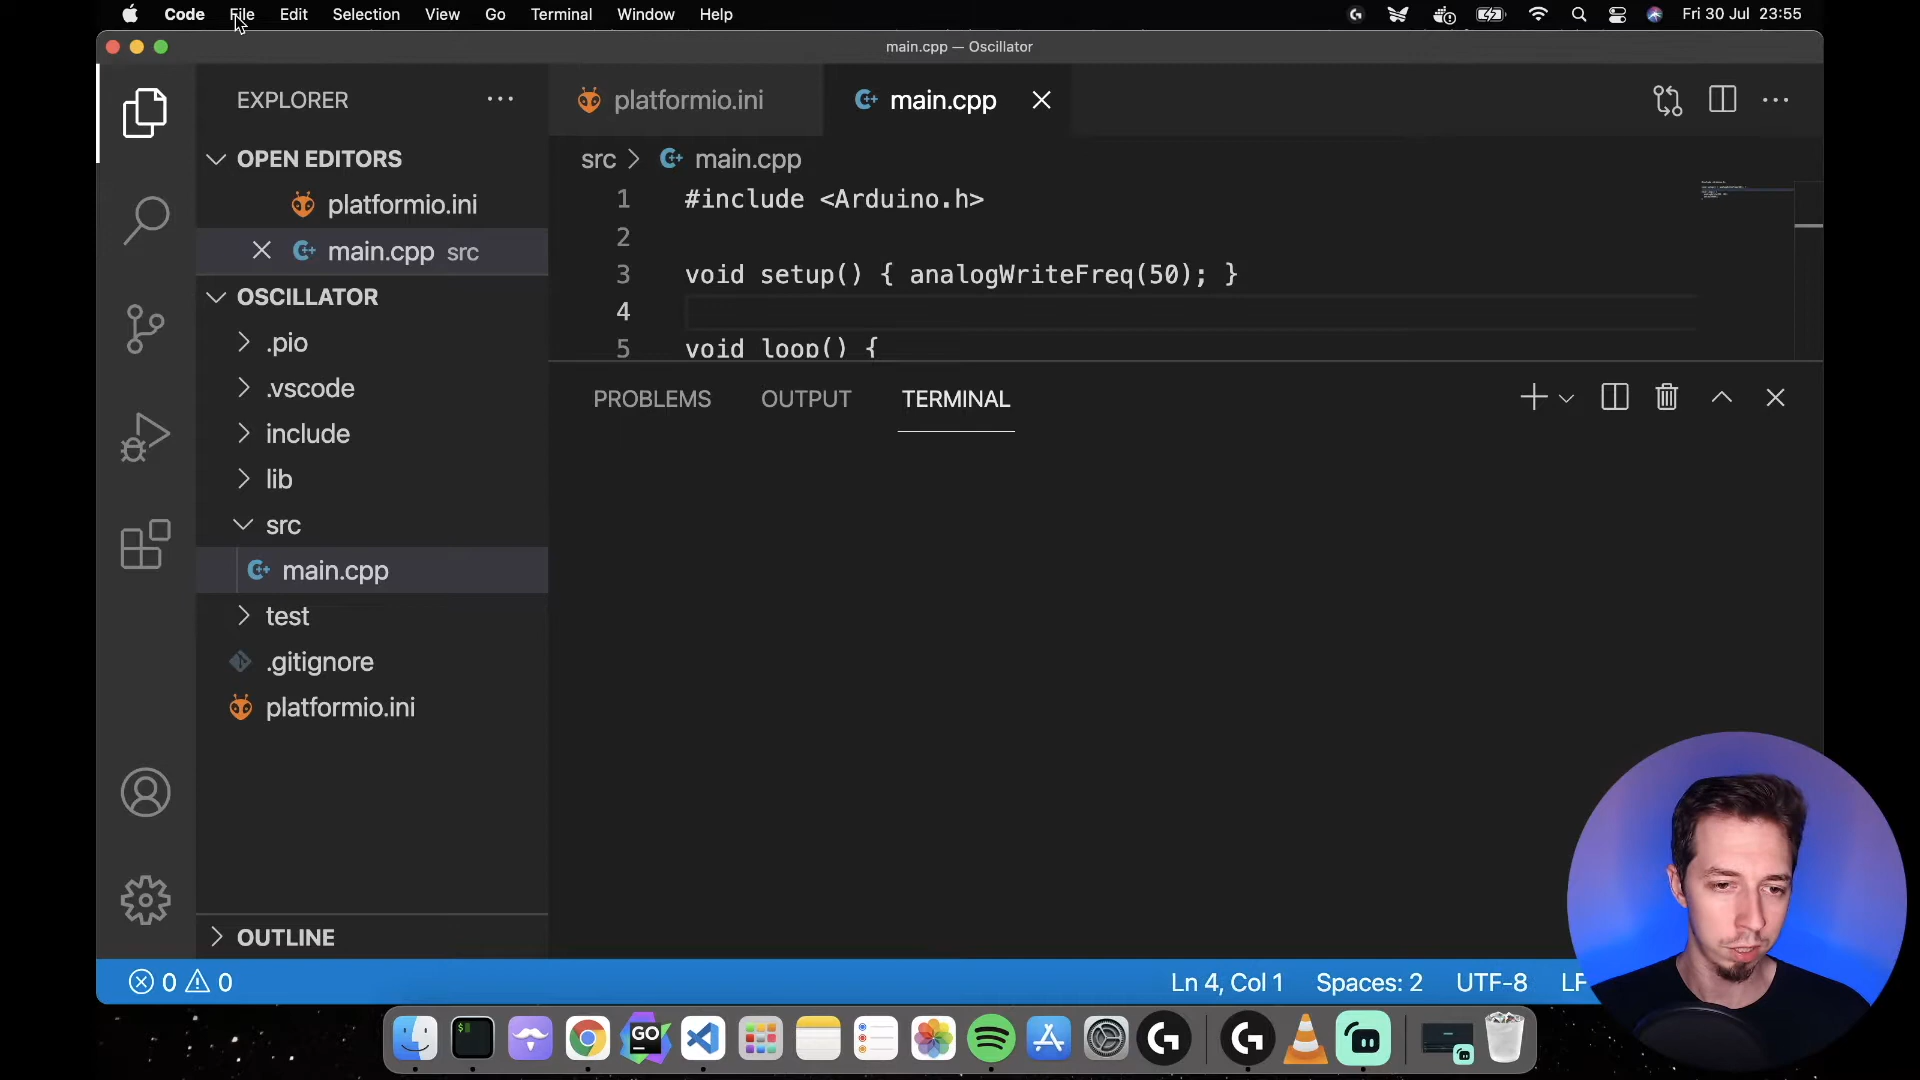 Code File Edit Selection View Go Terminal Window Help Fri 30 Jul 23:55
main.cpp — Oscillator
EXPLORER
OPEN EDITORS
platformio.ini
main.cpp src
OSCILLATOR
.pio
.vscode
include
lib
src
main.cpp
test
.gitignore
platformio.ini
OUTLINE
platformio.ini main.cpp
src main.cpp
1 #include <Arduino.h>
2
3 void setup() { analogWriteFreq(50); }
4
5 void loop() {
PROBLEMS OUTPUT TERMINAL
0 0 Ln 4, Col 1 Spaces: 2 UTF-8 LF
$
GO